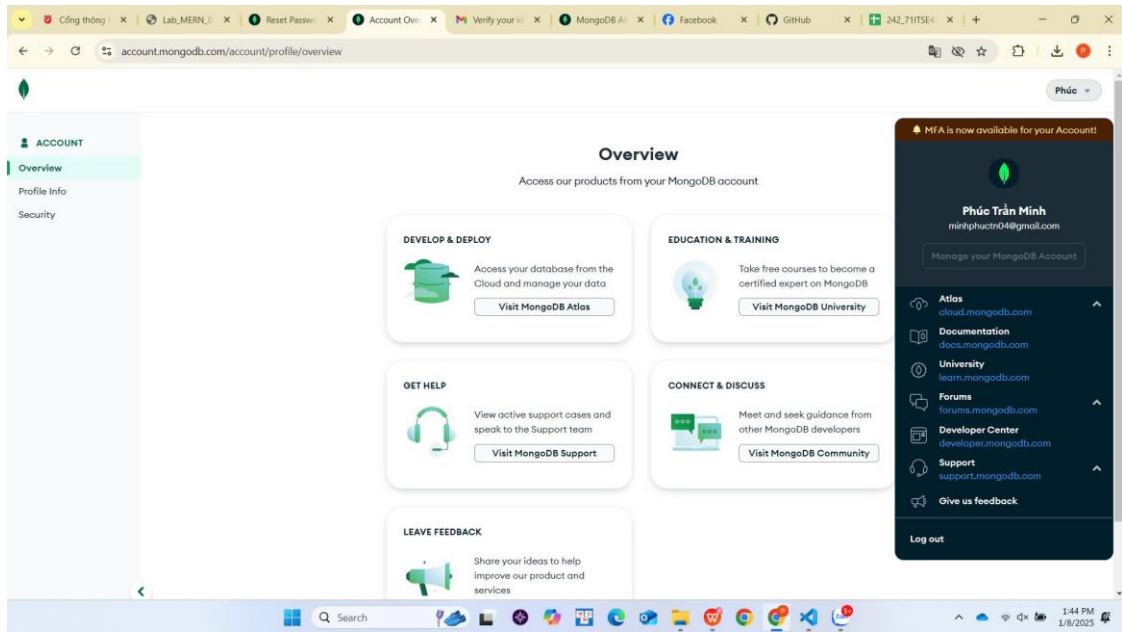 Cổng thông t
Lab_MERN_0
Reset Passwo
Account Over
Verify your id
MongoDB At
Facebook
GitHub
242_71ITSE4
account.mongodb.com/account/profile/overview
Phúc
ACCOUNT
Overview
Profile Info
Security
Overview
Access our products from your MongoDB account
DEVELOP & DEPLOY
Access your database from the
Cloud and manage your data
Visit MongoDB Atlas
EDUCATION & TRAINING
Take free courses to become a
certified expert on MongoDB
Visit MongoDB University
GET HELP
View active support cases and
speak to the Support team
Visit MongoDB Support
CONNECT & DISCUSS
Meet and seek guidance from
other MongoDB developers
Visit MongoDB Community
LEAVE FEEDBACK
Share your ideas to help
improve our product and
services
MFA is now available for your Account!
Phúc Trần Minh
minhphuctn04@gmail.com
Manage your MongoDB Account
Atlas
cloud.mongodb.com
Documentation
docs.mongodb.com
University
learn.mongodb.com
Forums
forums.mongodb.com
Developer Center
developer.mongodb.com
Support
support.mongodb.com
Give us feedback
Log out
Search
1:44 PM
1/8/2025